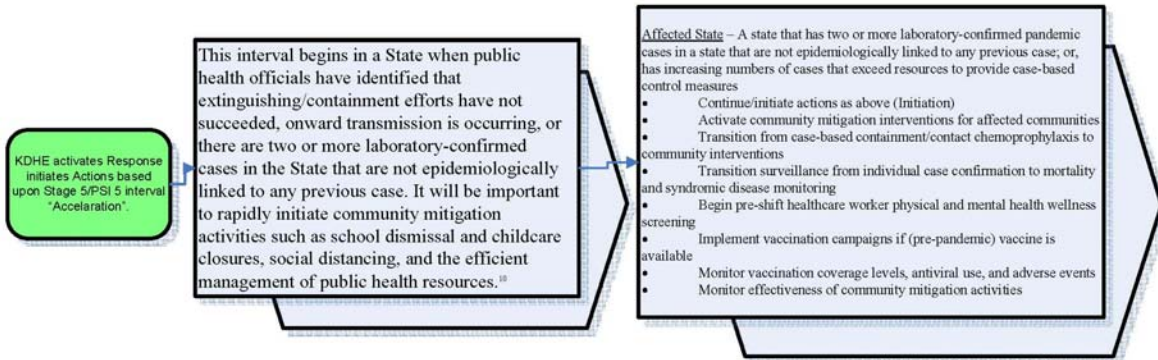 KDHE activates Response
initiates Actions based
upon Stage 5/PSI 5 interval
"Accelaration".
This interval begins in a State when public
health officials have identified that
extinguishing/containment efforts have not
succeeded, onward transmission is occurring, or
there are two or more laboratory-confirmed
cases in the State that are not epidemiologically
linked to any previous case. It will be important
to rapidly initiate community mitigation
activities such as school dismissal and childcare
closures, social distancing, and the efficient
management of public health resources.¹⁰
Affected State – A state that has two or more laboratory-confirmed pandemic
cases in a state that are not epidemiologically linked to any previous case; or,
has increasing numbers of cases that exceed resources to provide case-based
control measures
• Continue/initiate actions as above (Initiation)
• Activate community mitigation interventions for affected communities
• Transition from case-based containment/contact chemoprophylaxis to
community interventions
• Transition surveillance from individual case confirmation to mortality
and syndromic disease monitoring
• Begin pre-shift healthcare worker physical and mental health wellness
screening
• Implement vaccination campaigns if (pre-pandemic) vaccine is
available
• Monitor vaccination coverage levels, antiviral use, and adverse events
• Monitor effectiveness of community mitigation activities